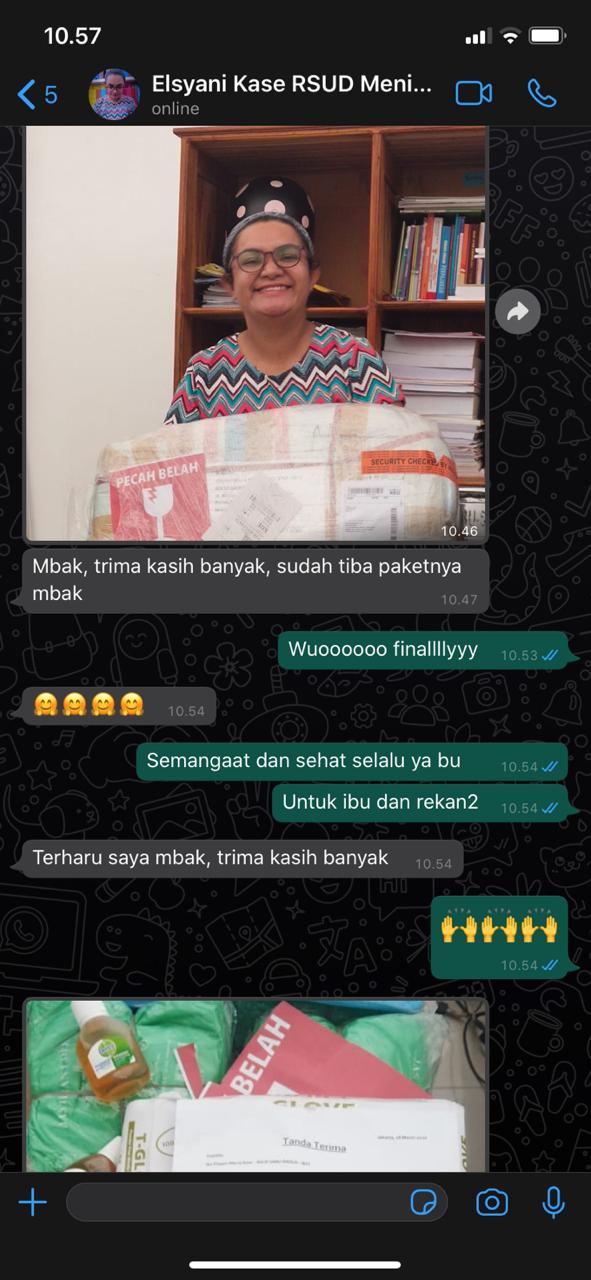 10.57
5
Elsyani Kase RSUD Meni...
online
PECAH BELAH
SECURITY CHECKED BY
10.46
Mbak, trima kasih banyak, sudah tiba paketnya
mbak
10.47
Wuoooooo finallllyyy 10.53
🤗🤗🤗🤗 10.54
Semangaat dan sehat selalu ya bu 10.54
Untuk ibu dan rekan2 10.54
Terharu saya mbak, trima kasih banyak 10.54
🙌🙌🙌
10.54
BELAH
GLOVE
Tanda Terima